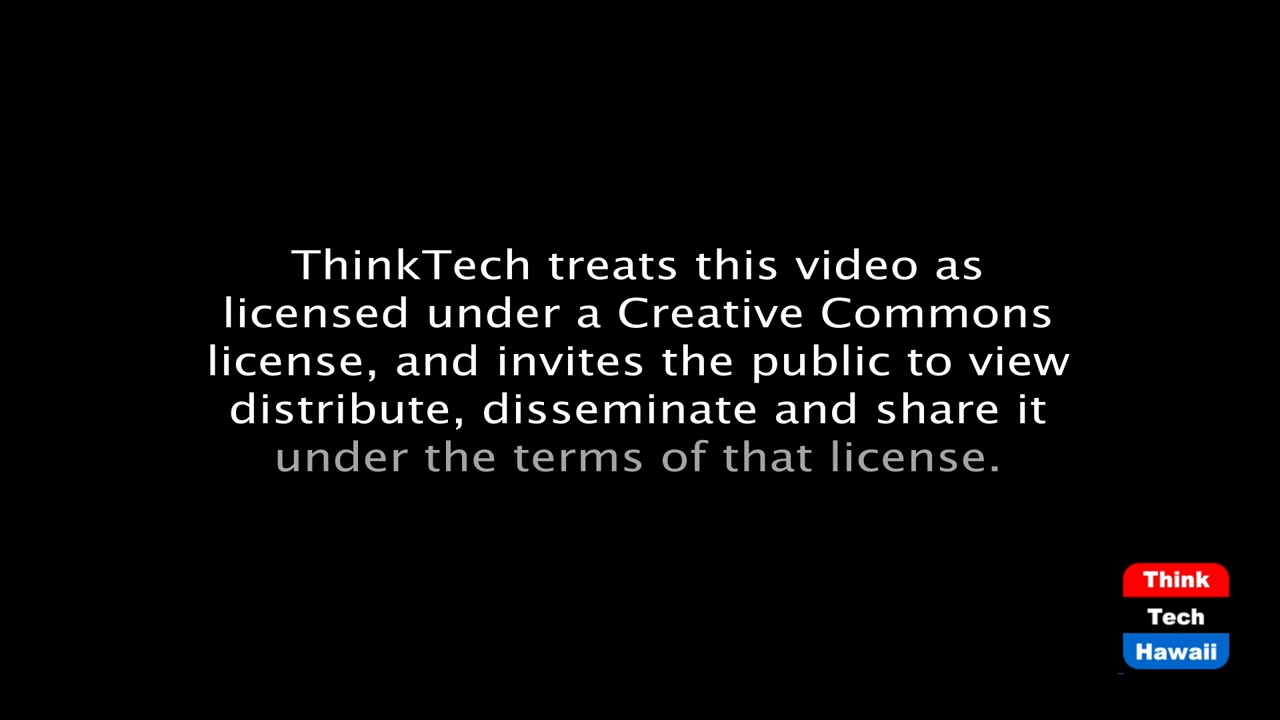 ThinkTech treats this video as
licensed under a Creative Commons
license, and invites the public to view
distribute, disseminate and share it
under the terms of that license.
Think
Tech
Hawaii